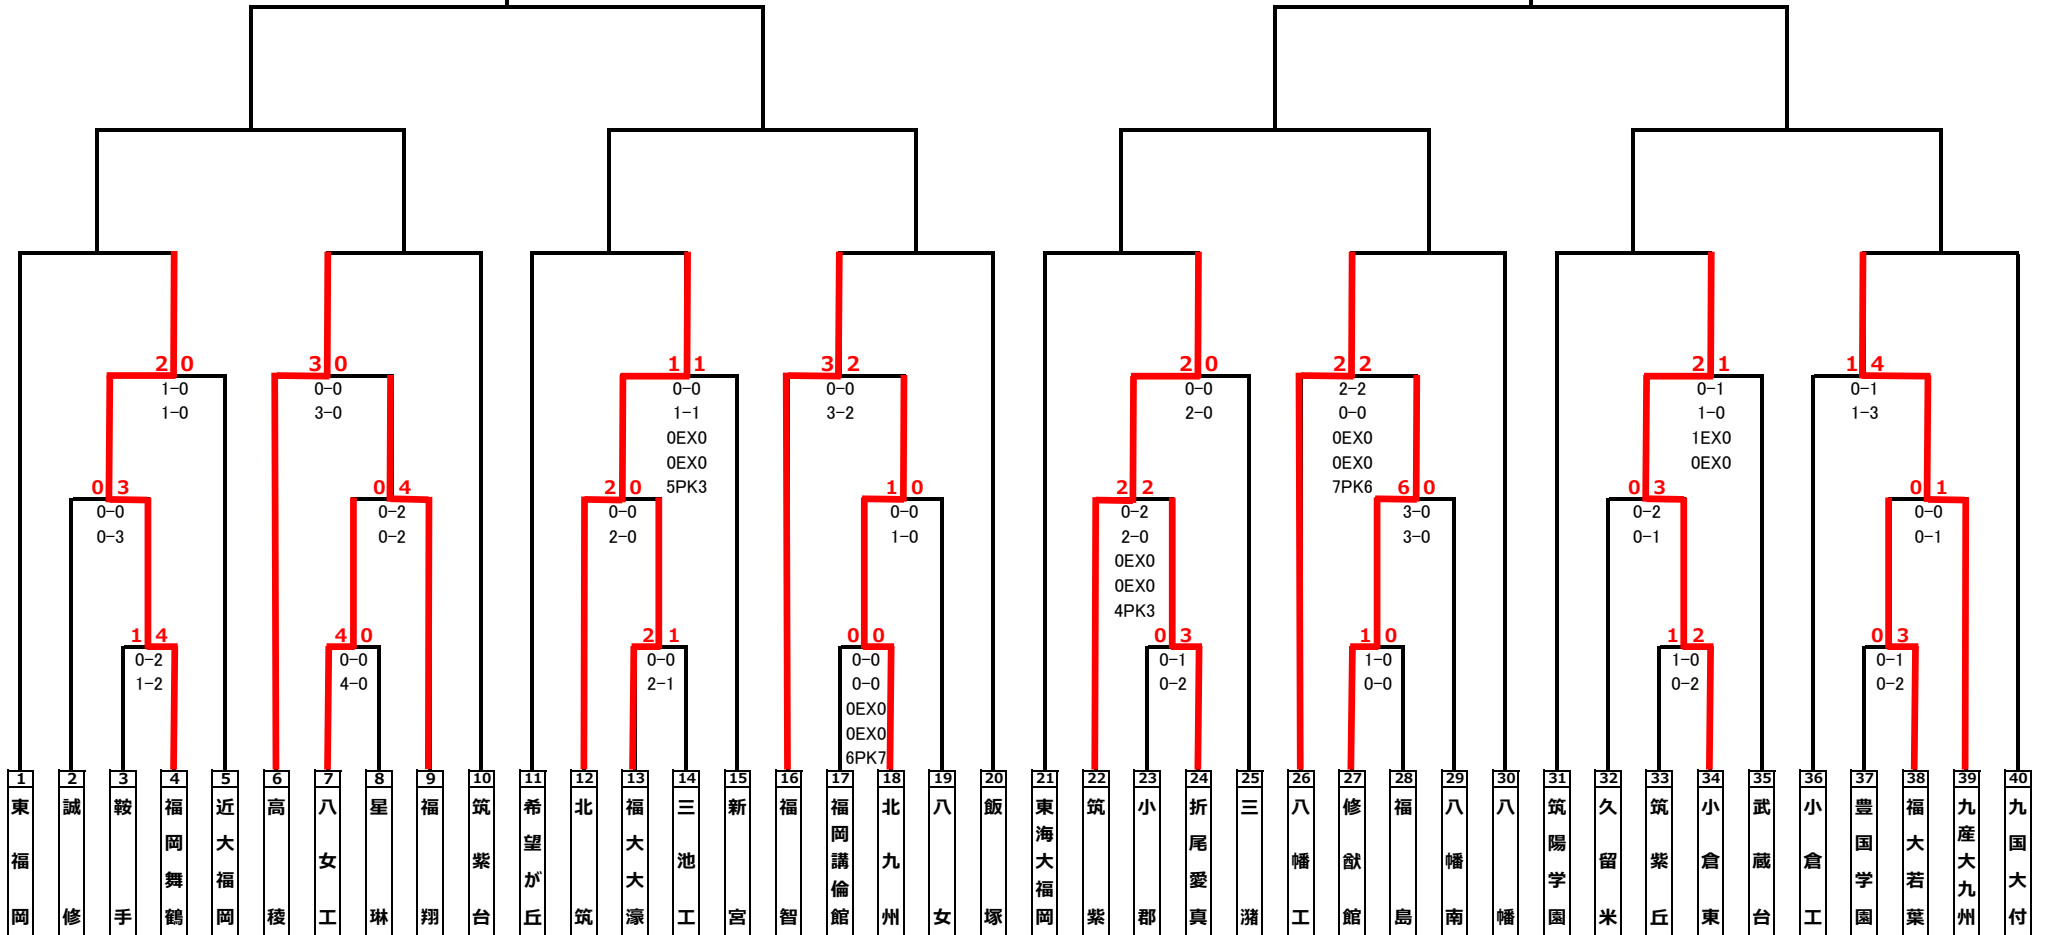 2 0
1-0
1-0
3 0
0-0
3-0
1 1
0-0
1-1
0EX0
0EX0
5PK3
3 2
0-0
3-2
2 0
0-0
2-0
2 2
2-2
0-0
0EX0
0EX0
7PK6
2 1
0-1
1-0
1EX0
0EX0
1 4
0-1
1-3
0 3
0-0
0-3
0 4
0-2
0-2
2 0
0-0
2-0
1 0
0-0
1-0
2 2
0-2
2-0
0EX0
0EX0
4PK3
6 0
3-0
3-0
0 3
0-2
0-1
0 1
0-0
0-1
1 4
0-2
1-2
4 0
0-0
4-0
2 1
0-0
2-1
0 0
0-0
0-0
0EX0
0EX0
6PK7
0 3
0-1
0-2
1 0
1-0
0-0
1 2
1-0
0-2
0 3
0-1
0-2
1 東福岡
2 誠修
3 鞍手
4 福岡舞鶴
5 近大福岡
6 高稜
7 八女工
8 星琳
9 福翔
10 筑紫台
11 希望が丘
12 北筑
13 福大大濠
14 三池工
15 新宮
16 福智
17 福岡講倫館
18 北九州
19 八女
20 飯塚
21 東海大福岡
22 筑紫
23 小郡
24 折尾愛真
25 三潴
26 八幡工
27 修猷館
28 福島
29 八幡南
30 八幡
31 筑陽学園
32 久留米
33 筑紫丘
34 小倉東
35 武蔵台
36 小倉工
37 豊国学園
38 福大若葉
39 九産大九州
40 九国大付